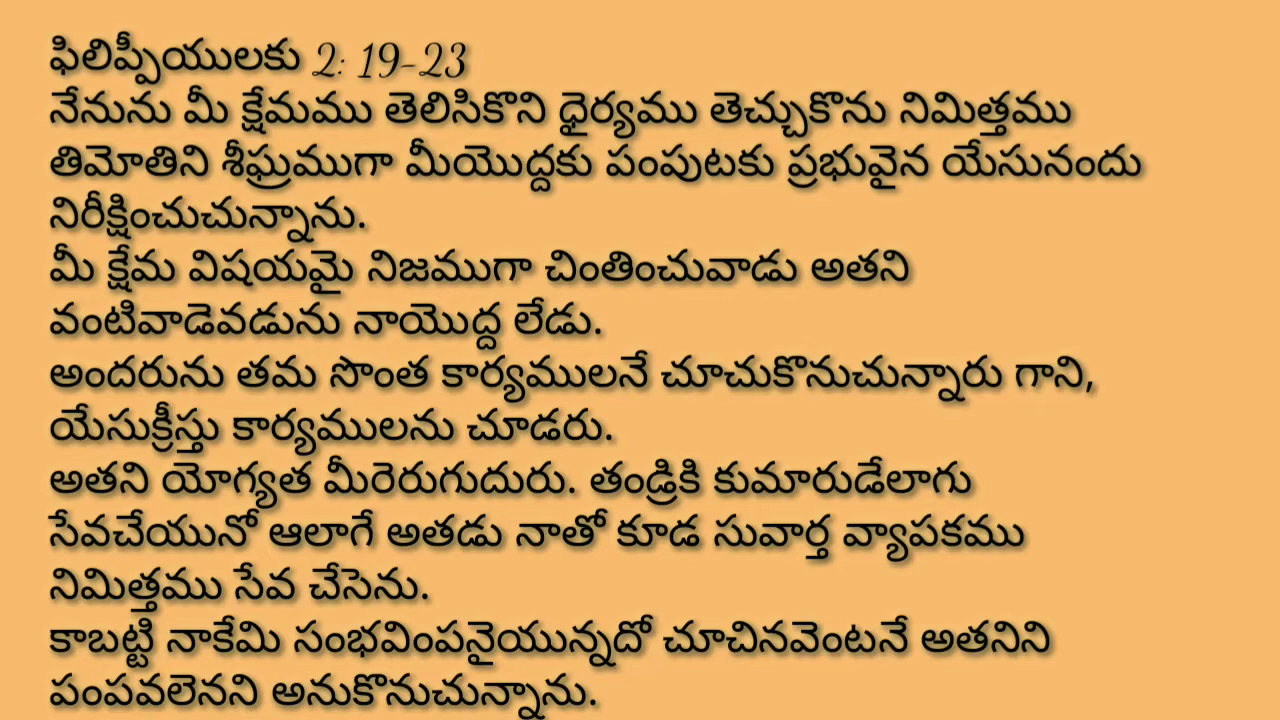 ఫిలిప్పీయులకు 2: 19-23
నేనును మీ క్షేమము తెలిసికొని ధైర్యము తెచ్చుకొను నిమిత్తము
తిమోతిని శీఘ్రముగా మీయొద్దకు పంపుటకు ప్రభువైన యేసునందు
నిరీక్షించుచున్నాను.
మీ క్షేమ విషయమై నిజముగా చింతించువాడు అతని
వంటివాడెవడును నాయొద్ద లేడు.
అందరును తమ సొంత కార్యములనే చూచుకొనుచున్నారు గాని,
యేసుక్రీస్తు కార్యములను చూడరు.
అతని యోగ్యత మీరెరుగుదురు. తండ్రికి కుమారుడేలాగు
సేవచేయునో ఆలాగే అతడు నాతో కూడ సువార్త వ్యాపకము
నిమిత్తము సేవ చేసెను.
కాబట్టి నాకేమి సంభవింపనైయున్నదో చూచినవెంటనే అతనిని
పంపవలెనని అనుకొనుచున్నాను.